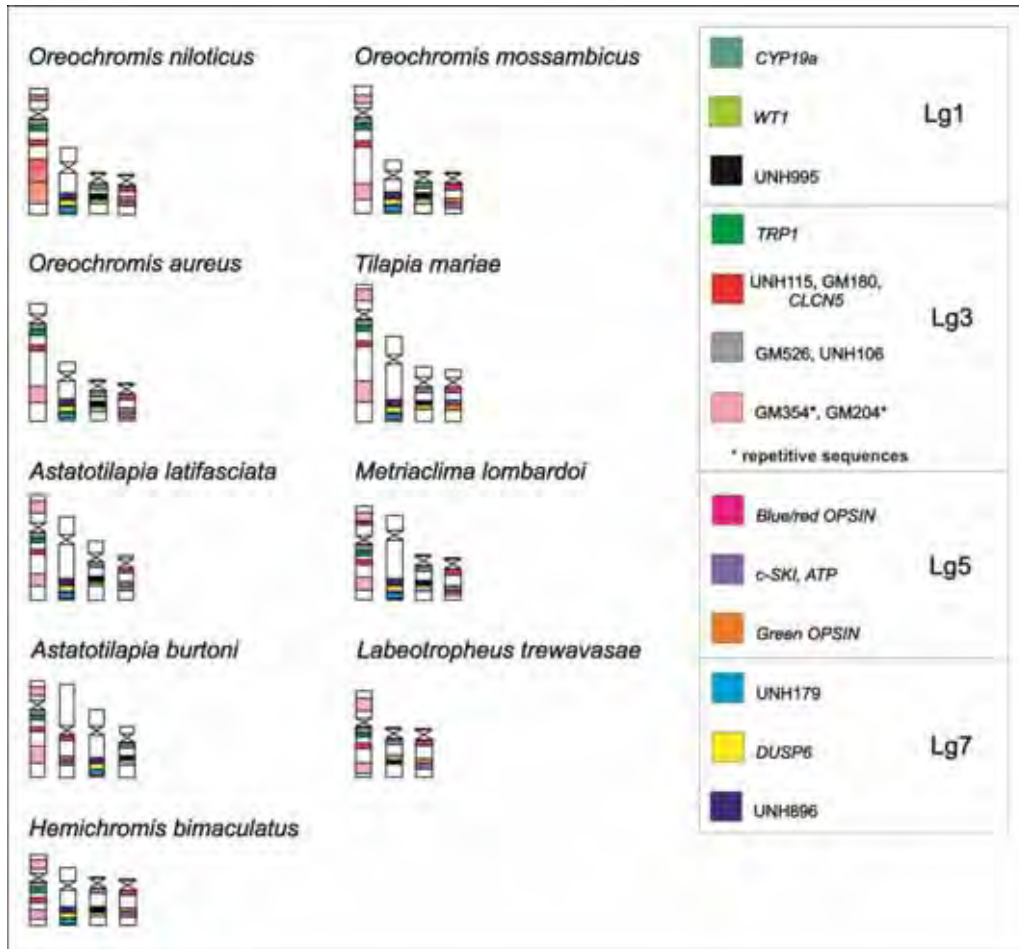 Oreochromis niloticus
Oreochromis mossambicus
Oreochromis aureus
Tilapia mariae
Astatotilapia latifasciata
Metriaclima lombardoi
Astatotilapia burtoni
Labeotropheus trewavasae
Hemichromis bimaculatus
CYP19a
WT1
UNH995
Lg1
TRP1
UNH115, GM180,
CLCN5
GM526, UNH106
GM354*, GM204*
* repetitive sequences
Lg3
Blue/red OPSIN
c-SKI, ATP
Green OPSIN
Lg5
UNH179
DUSP6
UNH896
Lg7